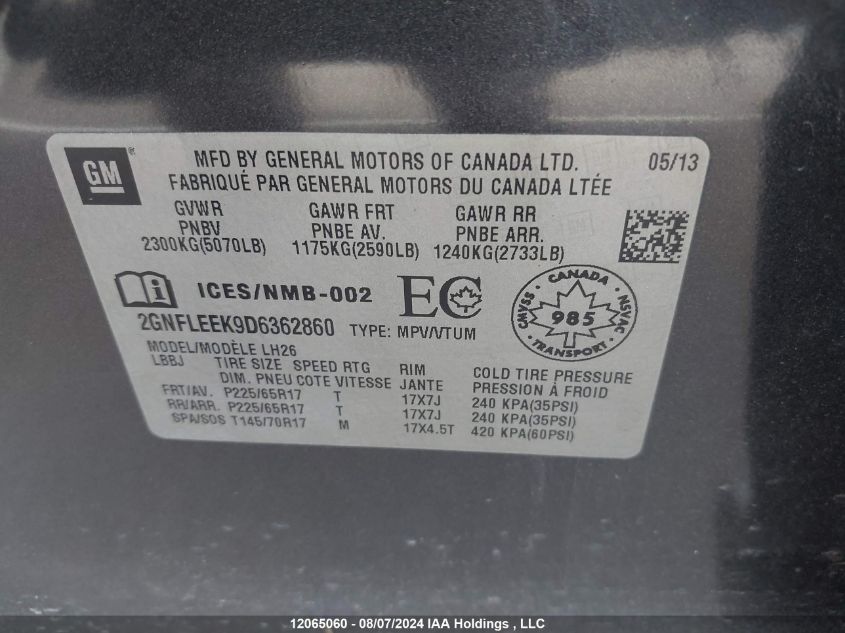 GM
MFD BY GENERAL MOTORS OF CANADA LTD. 05/13
FABRIQUÉ PAR GENERAL MOTORS DU CANADA LTÉE
GVWR GAWR FRT GAWR RR
PNBV PNBE AV. PNBE ARR.
2300KG(5070LB) 1175KG(2590LB) 1240KG(2733LB)
ICES/NMB-002 EC
CANADA
CMVSS 985 NSVAC
TRANSPORT
2GNFLEEK9D6362860 TYPE: MPV/VTUM
MODEL/MODÈLE LH26
LBBJ TIRE SIZE SPEED RTG RIM COLD TIRE PRESSURE
DIM. PNEU COTE VITESSE JANTE PRESSION À FROID
FRT/AV. P225/65R17 T 17X7J 240 KPA(35PSI)
RR/ARR. P225/65R17 T 17X7J 240 KPA(35PSI)
SPA/SOS T145/70R17 M 17X4.5T 420 KPA(60PSI)
12065060 - 08/07/2024 IAA Holdings , LLC